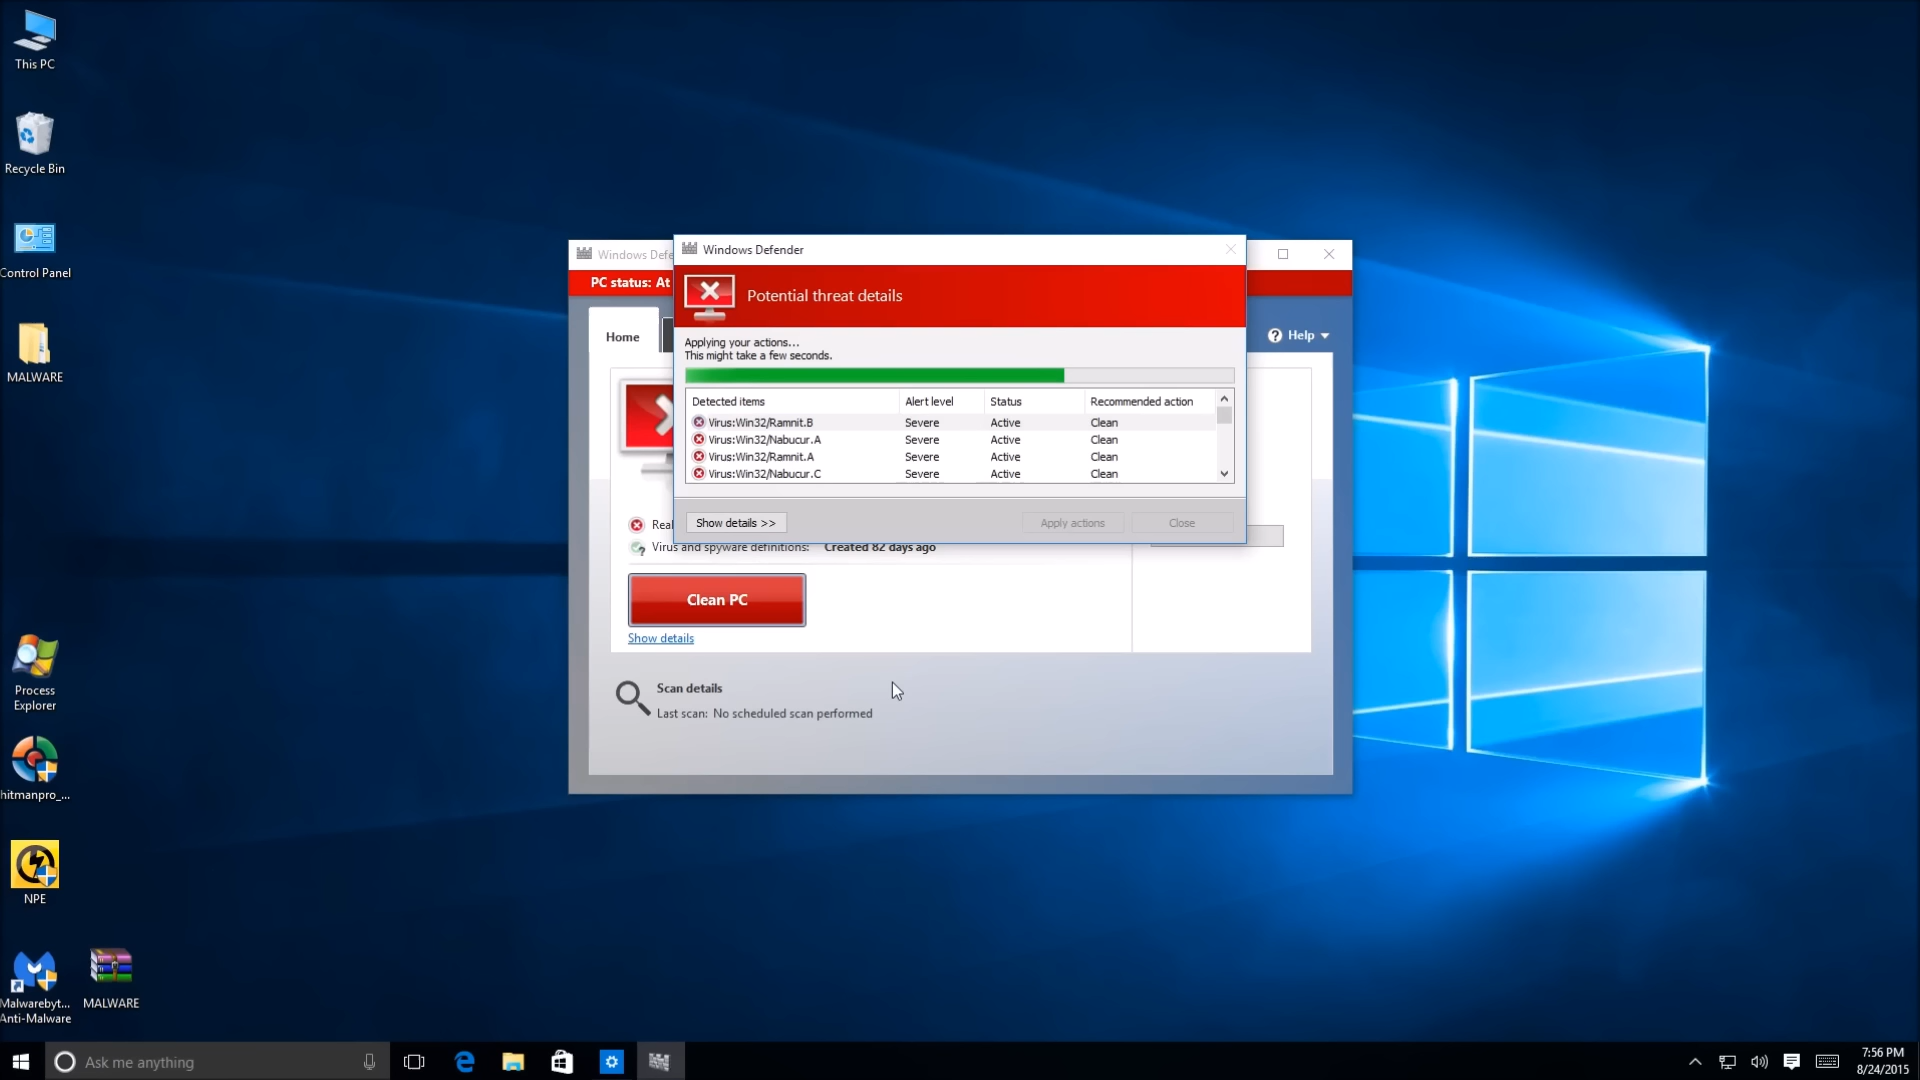 This PC
Recycle Bin
Control Panel
MALWARE
Process
Explorer
hitmanpro_...
NPE
Malwarebyt...
Anti-Malware
MALWARE
Windows Defe
PC status: At
Home
Help
Windows Defender
Potential threat details
Applying your actions...
This might take a few seconds.
Detected items Alert level Status Recommended action
Virus:Win32/Ramnit.B Severe Active Clean
Virus:Win32/Nabucur.A Severe Active Clean
Virus:Win32/Ramnit.A Severe Active Clean
Virus:Win32/Nabucur.C Severe Active Clean
Show details >> Apply actions Close
Real
Virus and spyware definitions: Created 82 days ago
Clean PC
Show details
Scan details
Last scan: No scheduled scan performed
Ask me anything
7:56 PM
8/24/2015